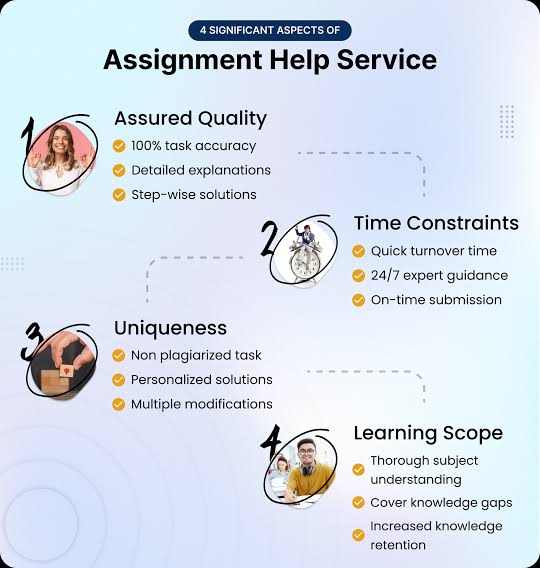 4 SIGNIFICANT ASPECTS OF
Assignment Help Service
1
Assured Quality
100% task accuracy
Detailed explanations
Step-wise solutions
2
Time Constraints
Quick turnover time
24/7 expert guidance
On-time submission
3
Uniqueness
Non plagiarized task
Personalized solutions
Multiple modifications
4
Learning Scope
Thorough subject
understanding
Cover knowledge gaps
Increased knowledge
retention